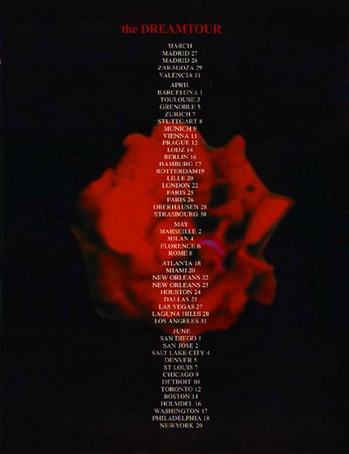 the DREAMTOUR
MARCH
MADRID 27
MADRID 28
ZARAGOZA 29
VALENCIA 31
APRIL
BARCELONA 1
TOULOUSE 3
GRENOBLE 5
ZURICH 7
STUTTGART 8
MUNICH 9
VIENNA 11
PRAGUE 12
LODZ 14
BERLIN 16
HAMBURG 17
ROTTERDAM19
LILLE 20
LONDON 22
PARIS 25
PARIS 26
OBERHAUSEN 28
STRASBOURG 30
MAY
MARSEILLE 2
MILAN 4
FLORENCE 6
ROME 8
ATLANTA 18
MIAMI 20
NEW ORLEANS 22
NEW ORLEANS 23
HOUSTON 24
DALLAS 25
LAS VEGAS 27
LAGUNA HILLS 28
LOS ANGELES 31
JUNE
SAN DIEGO 1
SAN JOSE 2
SALT LAKE CITY 4
DENVER 5
ST LOUIS 7
CHICAGO 9
DETROIT 10
TORONTO 12
BOSTON 14
HOLMDEL 16
WASHINGTON 17
PHILADELPHIA 18
NEWYORK 20